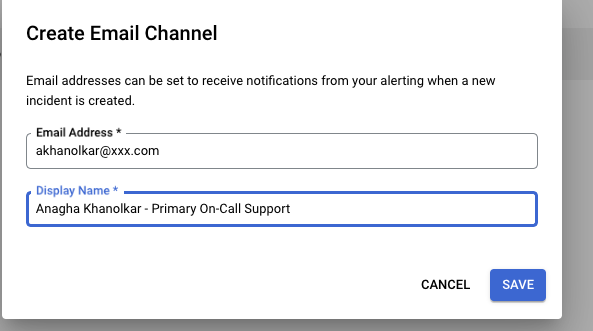 Create Email Channel
Email addresses can be set to receive notifications from your alerting when a new
incident is created.
Email Address *
akhanolkar@xxx.com
Display Name *
Anagha Khanolkar - Primary On-Call Support
CANCEL
SAVE